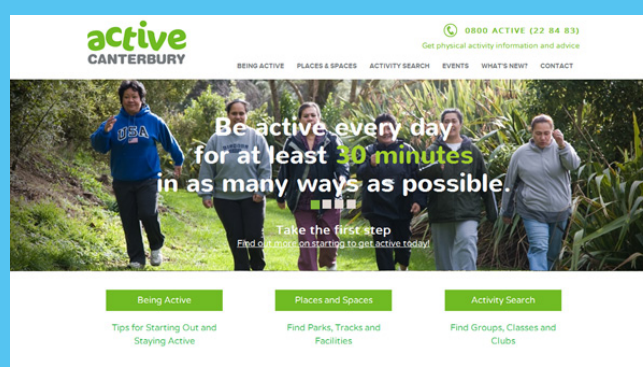 active
CANTERBURY
0800 ACTIVE (22 84 83)
Get physical activity information and advice
BEING ACTIVE PLACES & SPACES ACTIVITY SEARCH EVENTS WHAT'S NEW? CONTACT
USA
Be active every day
for at least 30 minutes
in as many ways as possible.
Take the first step
Find out more on startiog to get active today!
Being Active Places and Spaces Activity Search
Tips for Starting Out and Find Parks, Tracks and Find Groups, Classes and
Staying Active Facilities Clubs